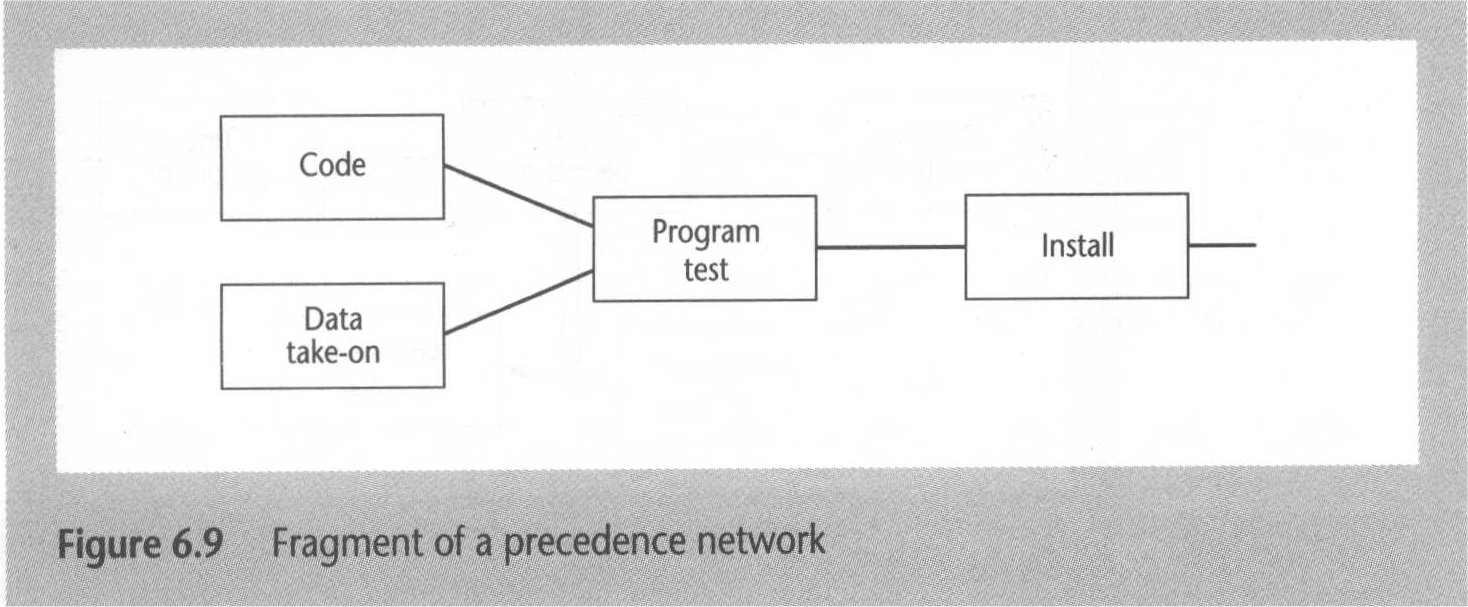 Code
Data
take-on
Program
test
Install
Figure 6.9 Fragment of a precedence network